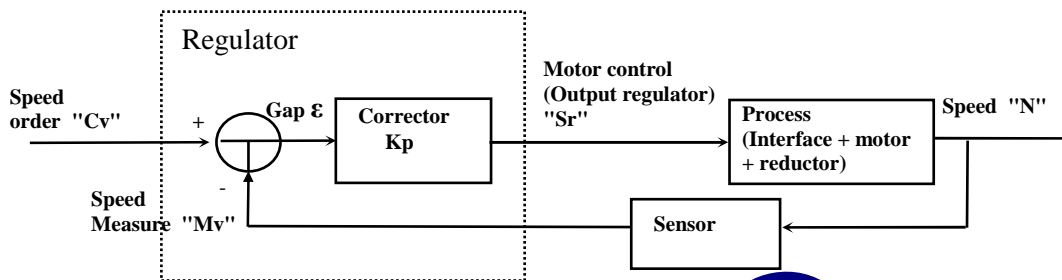 Regulator
Speed
order "Cv"
+
Gap ε
Corrector
Kp
Motor control
(Output regulator)
"Sr"
Process
(Interface + motor
+ reductor)
Speed "N"
-
Speed
Measure "Mv"
Sensor